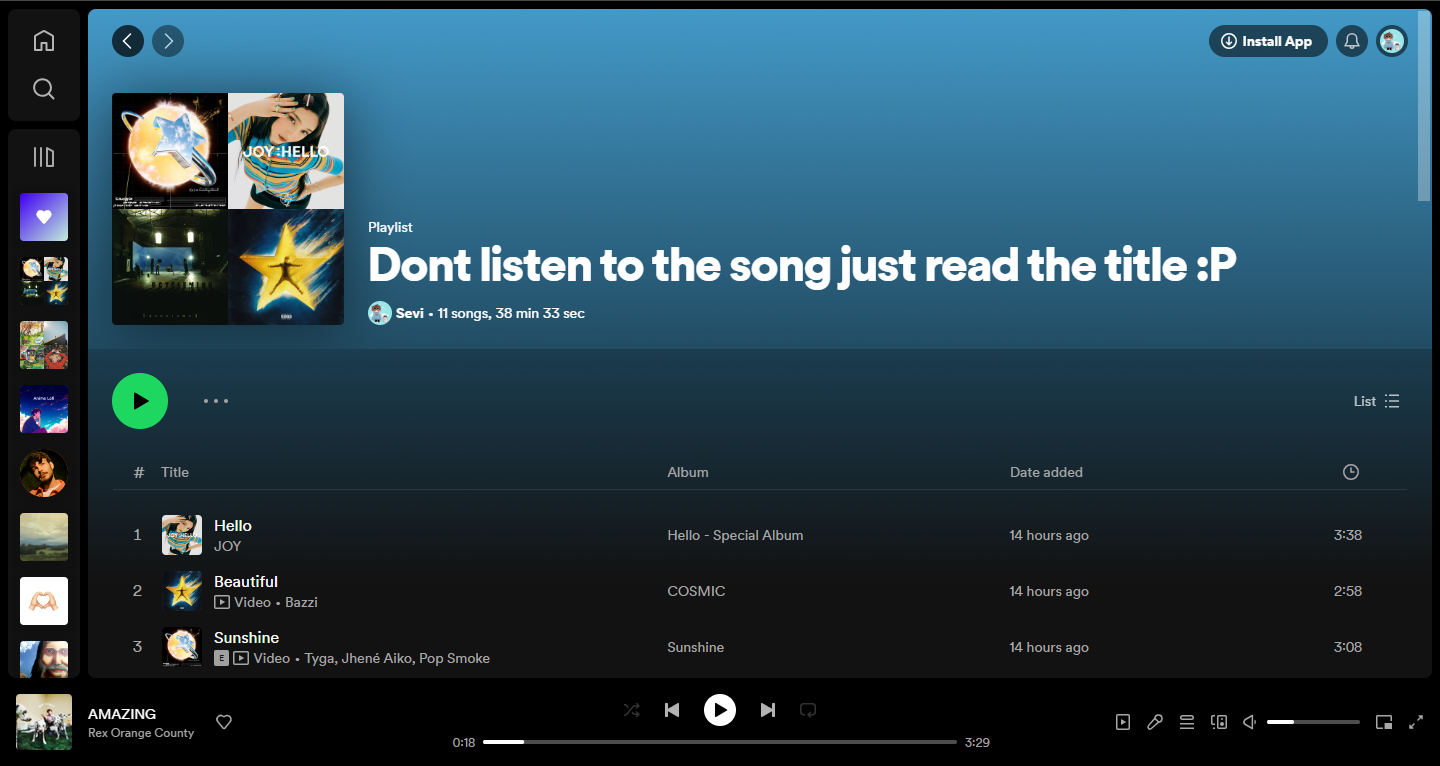 Install App
JOY:HELLO
Playlist
Dont listen to the song just read the title :P
Sevi • 11 songs, 38 min 33 sec
List
# Title Album Date added
1 Hello Hello - Special Album 14 hours ago 3:38
JOY
2 Beautiful COSMIC 14 hours ago 2:58
Video • Bazzi
3 Sunshine Sunshine 14 hours ago 3:08
E Video • Tyga, Jhené Aiko, Pop Smoke
AMAZING
Rex Orange County
0:18 3:29
Anime Lofi